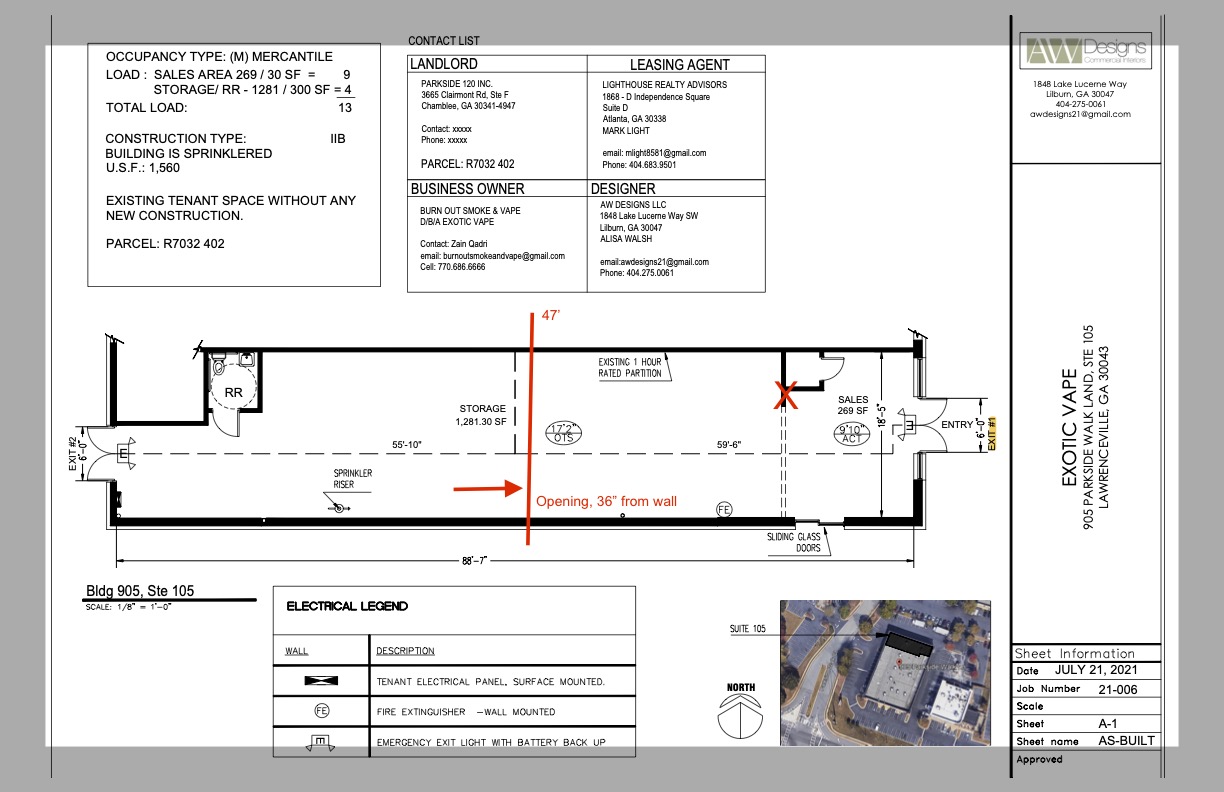 OCCUPANCY TYPE: (M) MERCANTILE
LOAD : SALES AREA 269 / 30 SF = 9
STORAGE/ RR - 1281 / 300 SF = 4
TOTAL LOAD: 13
CONSTRUCTION TYPE: IIB
BUILDING IS SPRINKLERED
U.S.F.: 1,560
EXISTING TENANT SPACE WITHOUT ANY
NEW CONSTRUCTION.
PARCEL: R7032 402
CONTACT LIST
LANDLORD
PARKSIDE 120 INC.
3665 Clairmont Rd, Ste F
Chamblee, GA 30341-4947
Contact: xxxxx
Phone: xxxxx
PARCEL: R7032 402
LEASING AGENT
LIGHTHOUSE REALTY ADVISORS
1868 - D Independence Square
Suite D
Atlanta, GA 30338
MARK LIGHT
email: mlight8581@gmail.com
Phone: 404.683.9501
BUSINESS OWNER
BURN OUT SMOKE & VAPE
D/B/A EXOTIC VAPE
Contact: Zain Qadri
email: burnoutsmokeandvape@gmail.com
Cell: 770.686.6666
DESIGNER
AW DESIGNS LLC
1848 Lake Lucerne Way SW
Lilburn, GA 30047
ALISA WALSH
email:awdesigns21@gmail.com
Phone: 404.275.0061
47'
EXISTING 1 HOUR
RATED PARTITION
RR
STORAGE
1,281.30 SF
17'2"
OTS
SALES
269 SF
9'10"
ACT
18'-5"
ENTRY
6'-0"
EXIT #1
EXIT #2
6'-0"
E
E
55'-10"
59'-6"
SPRINKLER
RISER
Opening, 36” from wall
FE
SLIDING GLASS
DOORS
88'-7"
X
Bldg 905, Ste 105
SCALE: 1/8" = 1'-0"
ELECTRICAL LEGEND
WALL DESCRIPTION
TENANT ELECTRICAL PANEL, SURFACE MOUNTED.
FE FIRE EXTINGUISHER -WALL MOUNTED
E EMERGENCY EXIT LIGHT WITH BATTERY BACK UP
SUITE 105
NORTH
AW Designs
Commercial Interiors
1848 Lake Lucerne Way
Lilburn, GA 30047
404-275-0061
awdesigns21@gmail.com
EXOTIC VAPE
905 PARKSIDE WALK LAND, STE 105
LAWRENCEVILLE, GA 30043
Sheet Information
Date JULY 21, 2021
Job Number 21-006
Scale
Sheet A-1
Sheet name AS-BUILT
Approved